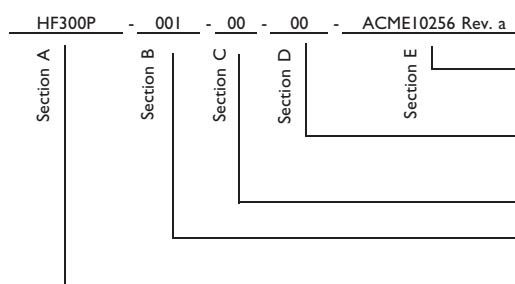 HF300P - 001 - 00 - 00 - ACME10256 Rev. a
Section A
Section B
Section C
Section D
Section E